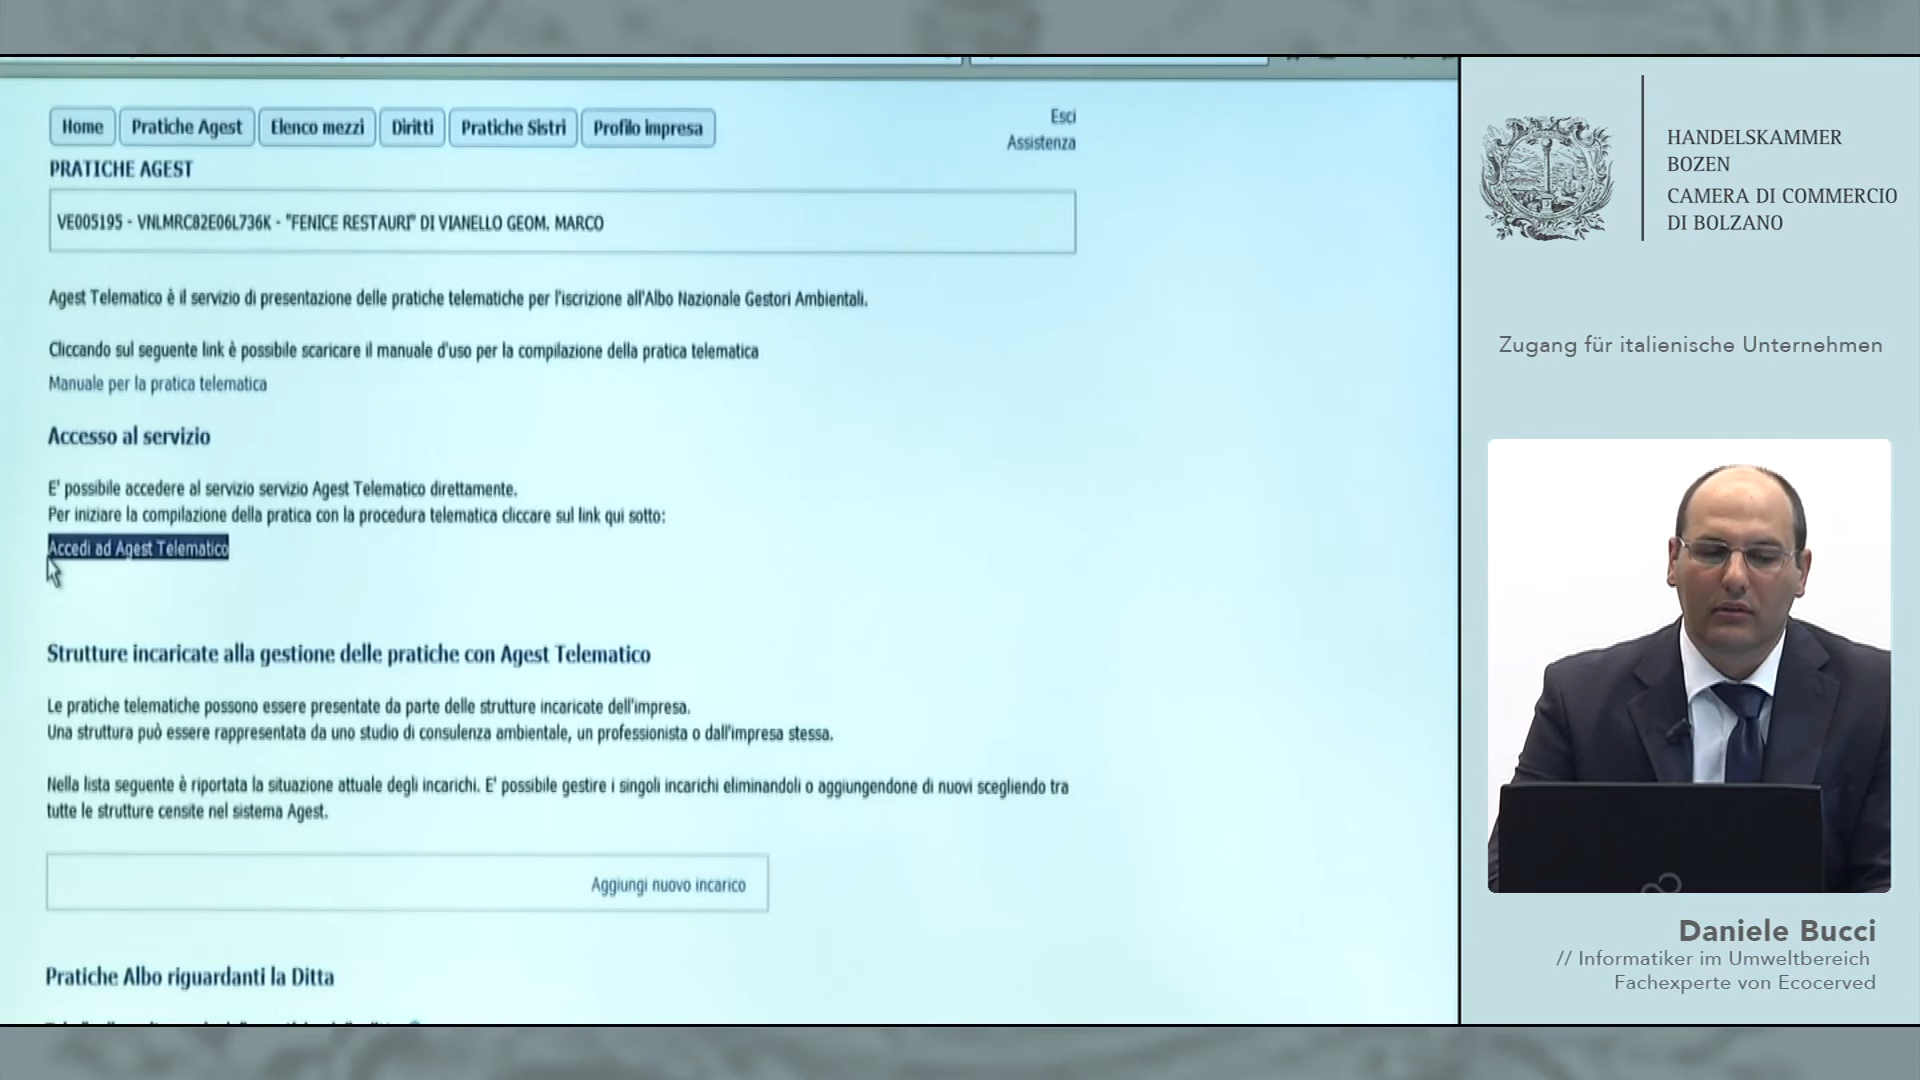 Home Pratiche Agest Elenco mezzi Diritti Pratiche Sistri Profilo impresa
Esci
Assistenza
PRATICHE AGEST
VE005195 - VNLMRC82E06L736K - "FENICE RESTAURI" DI VIANELLO GEOM. MARCO
Agest Telematico è il servizio di presentazione delle pratiche telematiche per l'iscrizione all'Albo Nazionale Gestori Ambientali.
Cliccando sul seguente link è possibile scaricare il manuale d'uso per la compilazione della pratica telematica
Manuale per la pratica telematica
Accesso al servizio
E' possibile accedere al servizio servizio Agest Telematico direttamente.
Per iniziare la compilazione della pratica con la procedura telematica cliccare sul link qui sotto:
Accedi ad Agest Telematico
Strutture incaricate alla gestione delle pratiche con Agest Telematico
Le pratiche telematiche possono essere presentate da parte delle strutture incaricate dell'impresa.
Una struttura può essere rappresentata da uno studio di consulenza ambientale, un professionista o dall'impresa stessa.
Nella lista seguente è riportata la situazione attuale degli incarichi. E' possibile gestire i singoli incarichi eliminandoli o aggiungendone di nuovi scegliendo tra
tutte le strutture censite nel sistema Agest.
Aggiungi nuovo incarico
Pratiche Albo riguardanti la Ditta
HANDELSKAMMER
BOZEN
CAMERA DI COMMERCIO
DI BOLZANO
Zugang für italienische Unternehmen
Daniele Bucci
// Informatiker im Umweltbereich
Fachexperte von Ecocerved